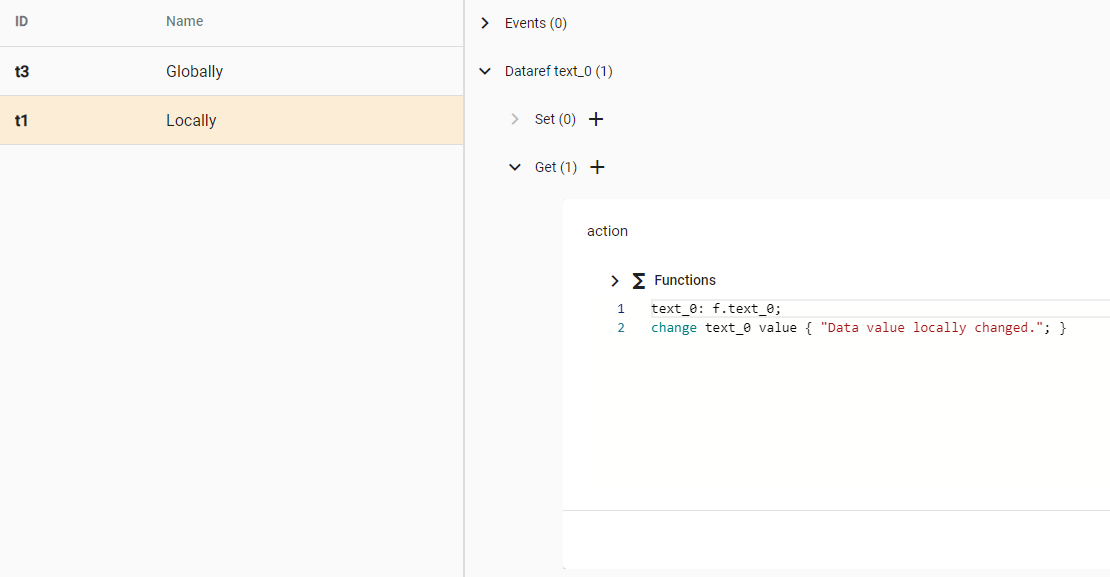 ID Name
t3 Globally
t1 Locally
Events (0)
Dataref text_0 (1)
Set (0) +
Get (1) +
action
Σ Functions
1 text_0: f.text_0;
2 change text_0 value { "Data value locally changed."; }